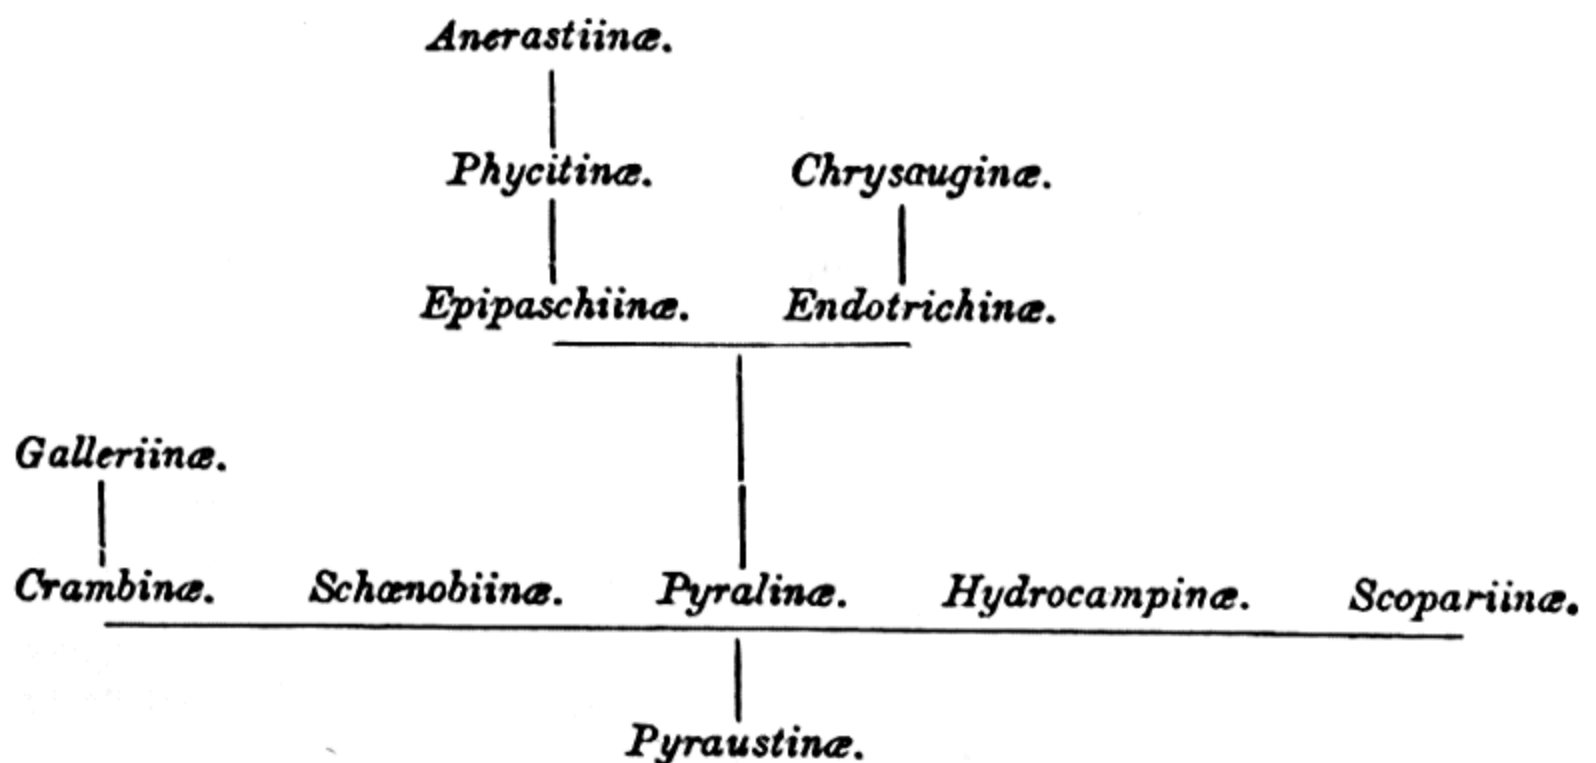 Anerastiinæ.
Phycitinæ. Chrysauginæ.
Epipaschiinæ. Endotrichinæ.
Galleriinæ.
Crambinæ. Schœnobiinæ. Pyralinæ. Hydrocampinæ. Scopariinæ.
Pyraustinæ.